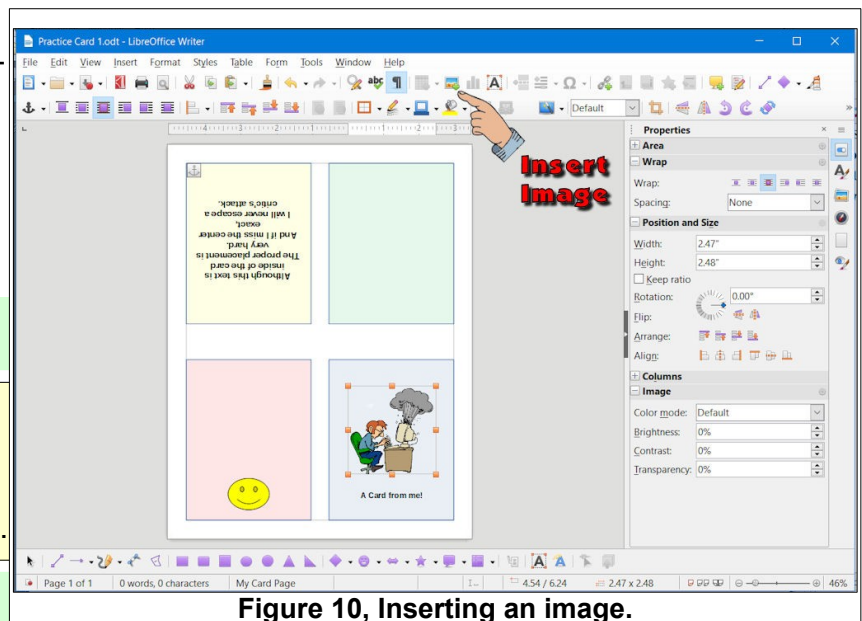 Practice Card 1.odt - LibreOffice Writer
File Edit View Insert Format Styles Table Form Tools Window Help
Default
Insert
Image
Although this text is
inside of the card
The proper placement is
very hard.
And if I miss the center
exact,
I will never escape a
critic's attack.
A Card from me!
Properties
Area
Wrap
Wrap:
Spacing: None
Position and Size
Width: 2.47"
Height: 2.48"
Keep ratio
Rotation: 0.00°
Flip:
Arrange:
Align:
Columns
Image
Color mode: Default
Brightness: 0%
Contrast: 0%
Transparency: 0%
Page 1 of 1 0 words, 0 characters My Card Page 4.54 / 6.24 2.47 x 2.48 46%
Figure 10, Inserting an image.